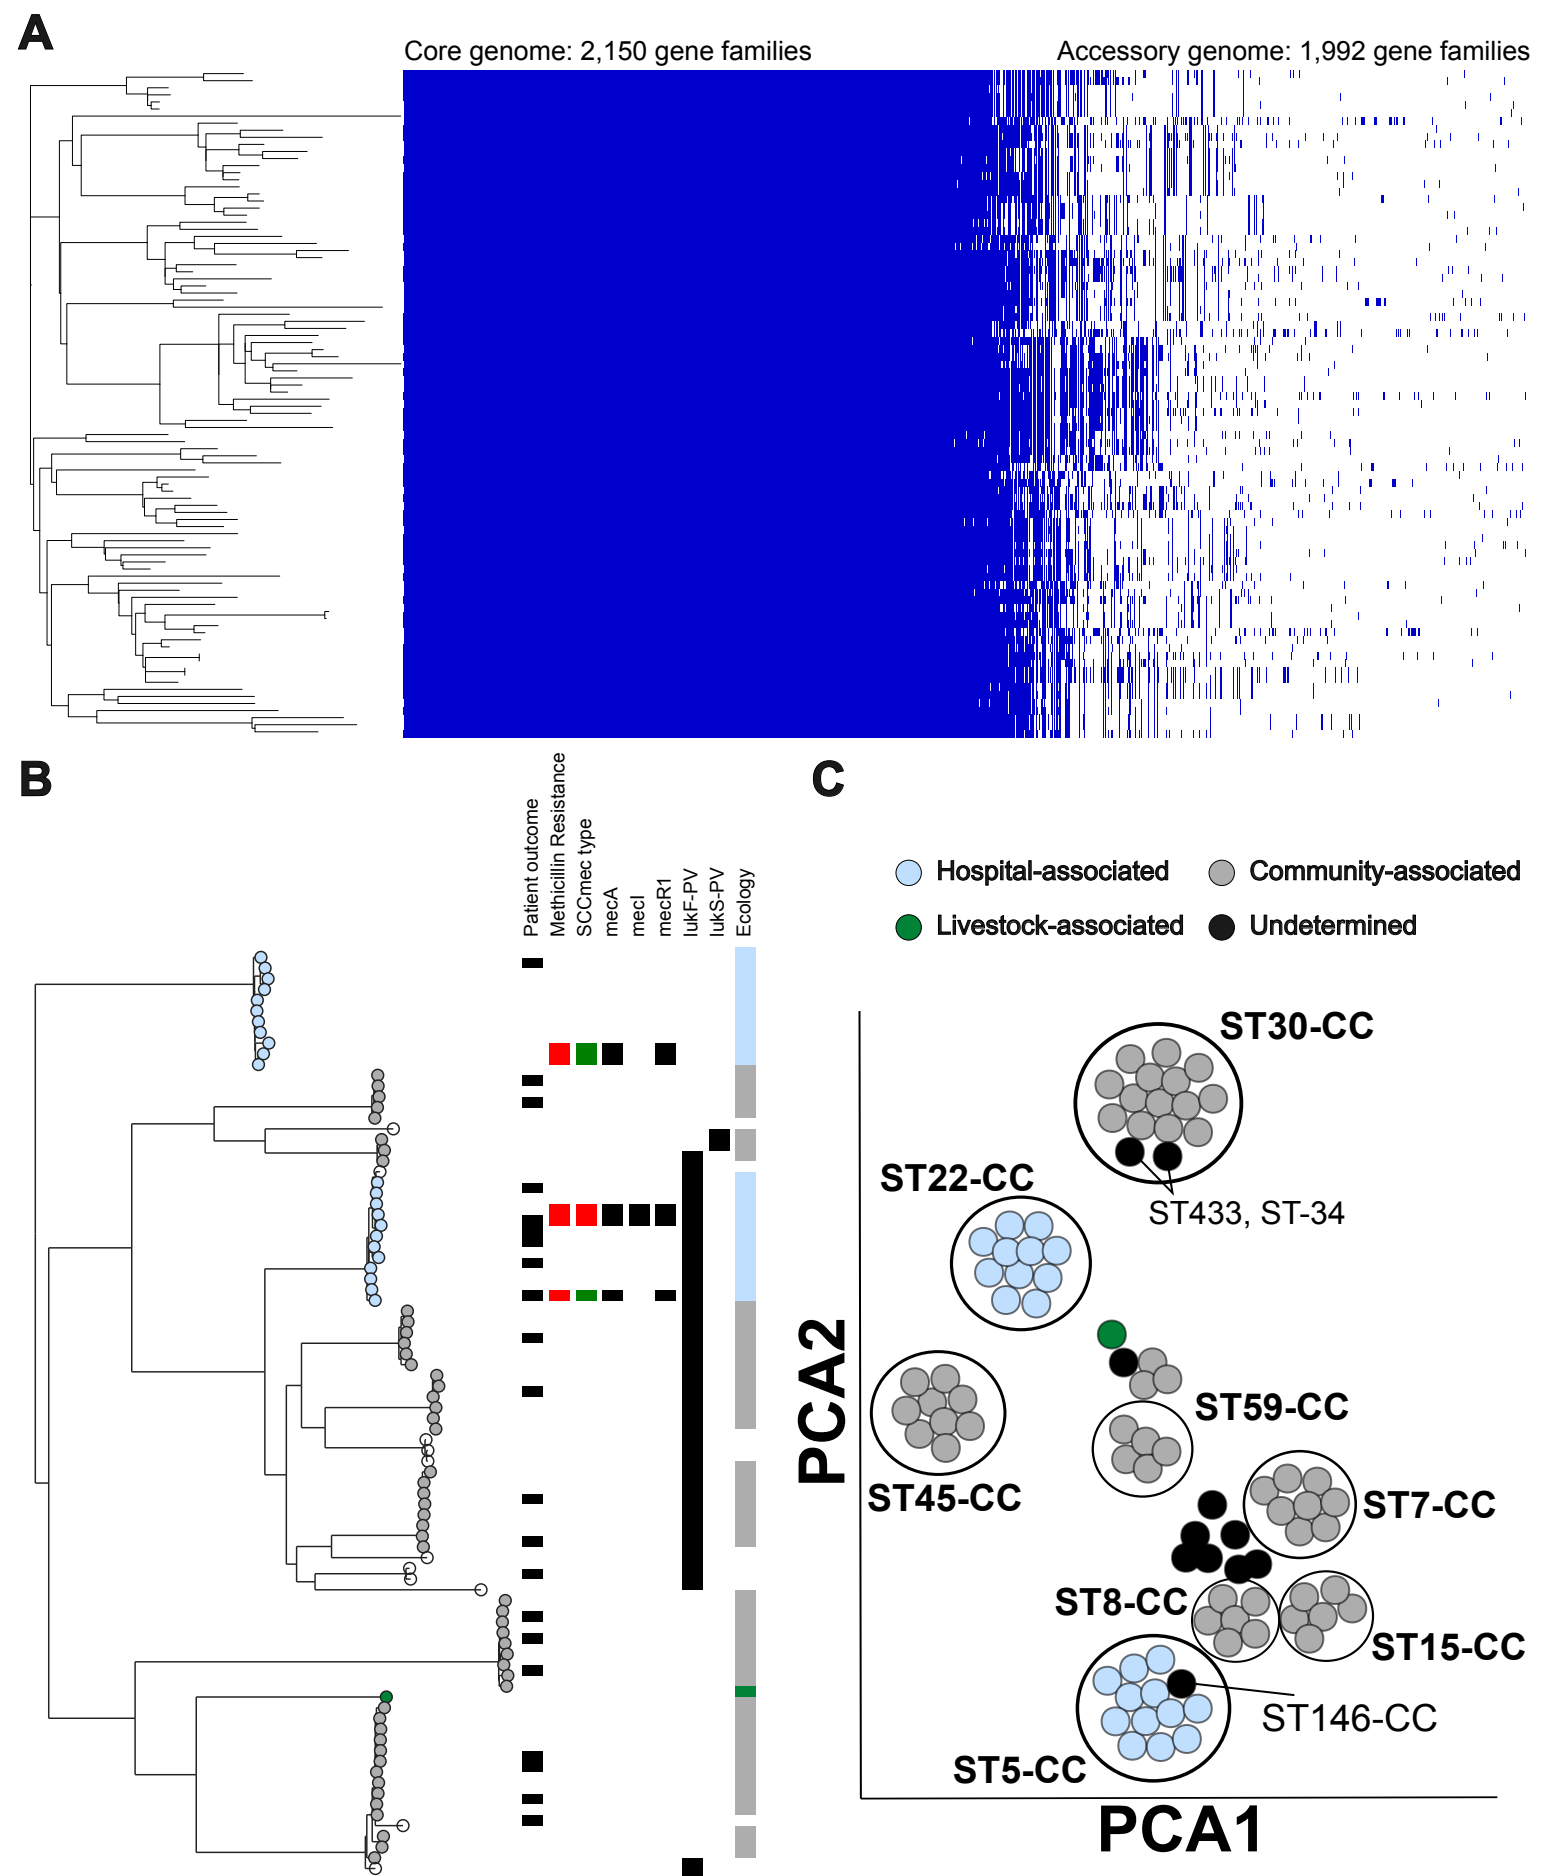 A
Core genome: 2,150 gene families
Accessory genome: 1,992 gene families
B
Patient outcome
Methicillin Resistance
SCCmec type
mecA
mecI
mecR1
lukF-PV
lukS-PV
Ecology
C
Hospital-associated
Community-associated
Livestock-associated
Undetermined
ST30-CC
ST22-CC
ST433, ST-34
ST59-CC
ST45-CC
ST7-CC
ST8-CC
ST15-CC
ST146-CC
ST5-CC
PCA2
PCA1